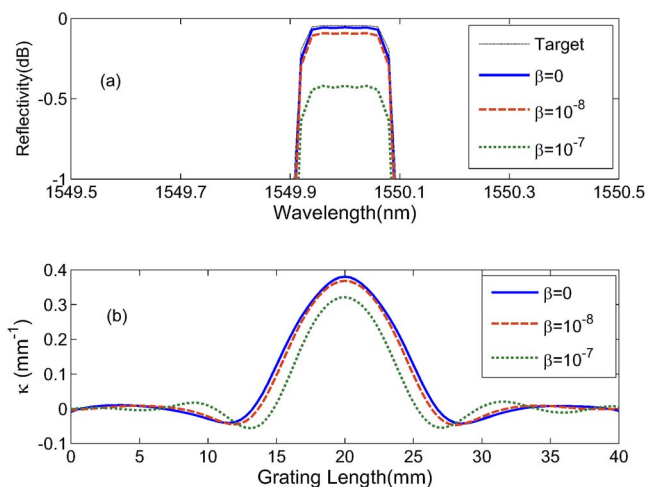 0
-0.5
-1
Reflectivity(dB)
(a)
Target
β=0
β=10⁻⁸
β=10⁻⁷
1549.5 1549.7 1549.9 1550.1 1550.3 1550.5
Wavelength(nm)
0.4
0.3
0.2
0.1
0
-0.1
κ (mm⁻¹)
(b)
β=0
β=10⁻⁸
β=10⁻⁷
0 5 10 15 20 25 30 35 40
Grating Length(mm)